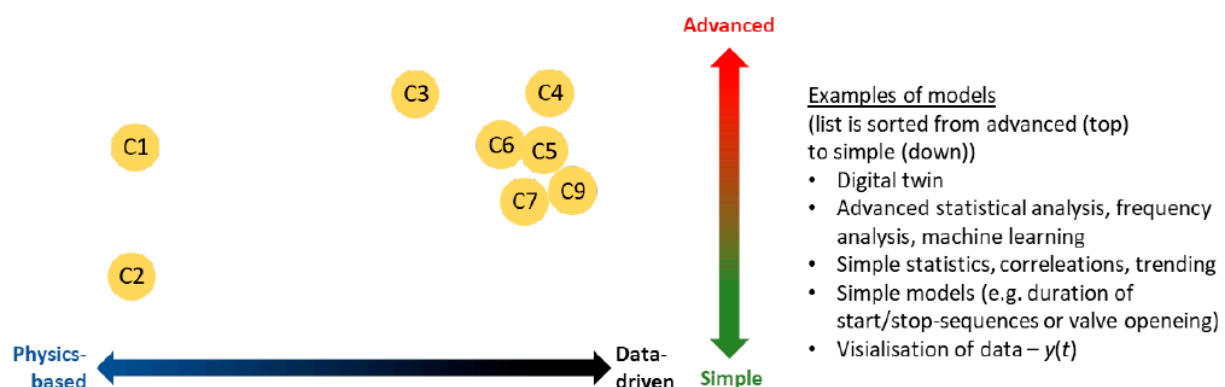 Advanced
C3
C4
C1
C6
C5
C7
C9
C2
Physics-
based
Data-
driven
Simple
Examples of models
(list is sorted from advanced (top)
to simple (down))
• Digital twin
• Advanced statistical analysis, frequency
analysis, machine learning
• Simple statistics, correleations, trending
• Simple models (e.g. duration of
start/stop-sequences or valve openeing)
• Visialisation of data – y(t)